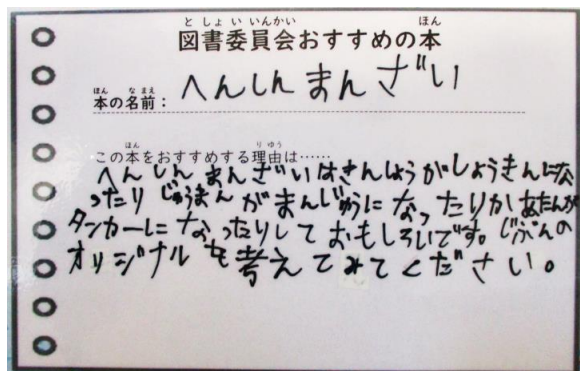 としょいいんかい ほん
図書委員会おすすめの本
ほん なまえ
本の名前：へんしんまんざい
ほん りゆう
この本をおすすめする理由は……
へんしんまんざいはきんしょうがしょうきんにな
ったりじゅうまんがまんじゅうになったりかあたんが
タンカーになったりしておもしろいです。じぶんの
オリジナルも考えてみてください。